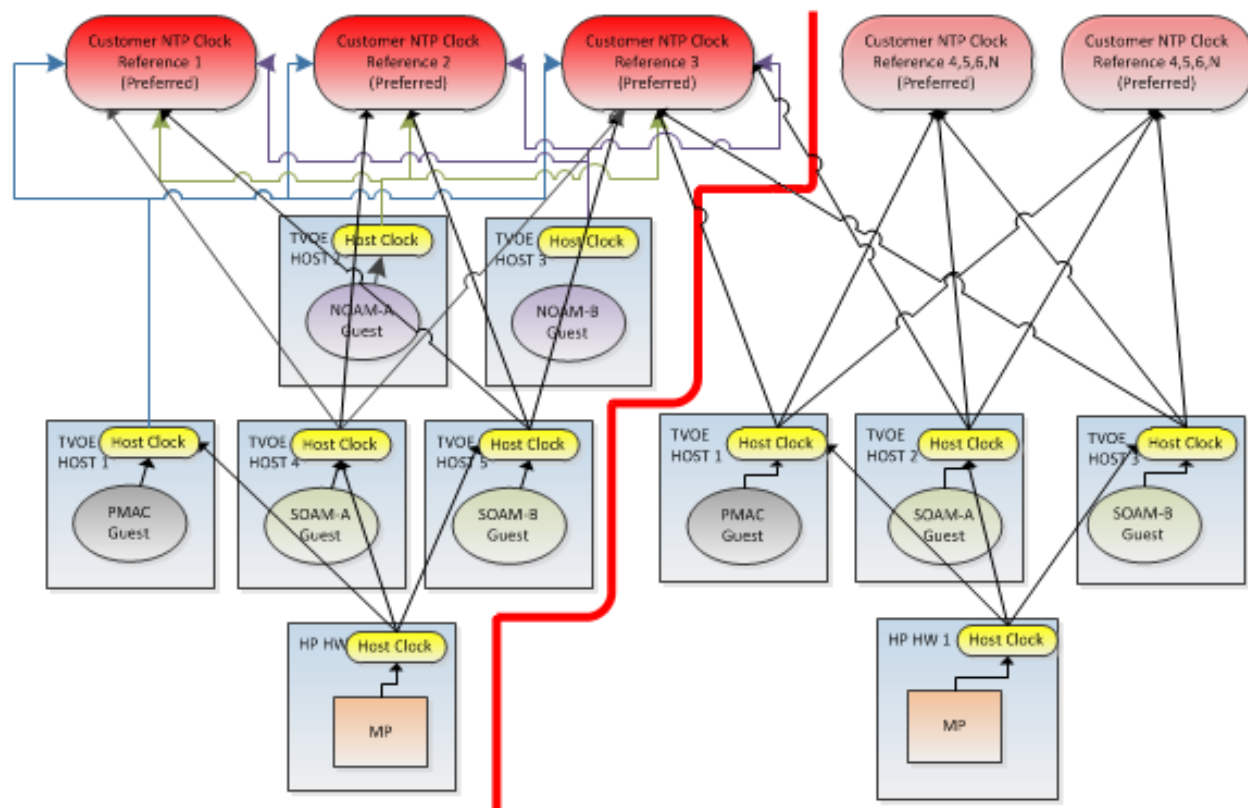 Customer NTP Clock
Reference 1
(Preferred)
Customer NTP Clock
Reference 2
(Preferred)
Customer NTP Clock
Reference 3
(Preferred)
Customer NTP Clock
Reference 4,5,6,N
(Preferred)
Customer NTP Clock
Reference 4,5,6,N
(Preferred)
TVOE
HOST 2
Host Clock
NOAM-A
Guest
TVOE
HOST 3
Host Clock
NOAM-B
Guest
TVOE
HOST 1
Host Clock
PMAC
Guest
TVOE
HOST 4
Host Clock
SOAM-A
Guest
TVOE
HOST 5
Host Clock
SOAM-B
Guest
TVOE
HOST 1
Host Clock
PMAC
Guest
TVOE
HOST 2
Host Clock
SOAM-A
Guest
TVOE
HOST 3
Host Clock
SOAM-B
Guest
HP HW
Host Clock
MP
HP HW 1
Host Clock
MP